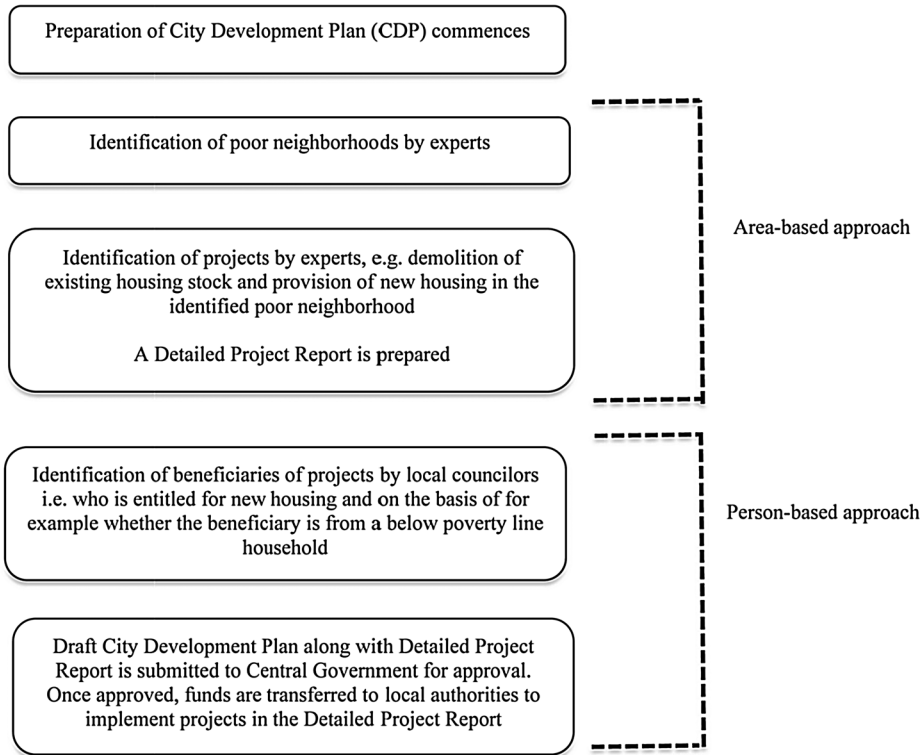 Preparation of City Development Plan (CDP) commences
Identification of poor neighborhoods by experts
Area-based approach
Identification of projects by experts, e.g. demolition of
existing housing stock and provision of new housing in the
identified poor neighborhood
A Detailed Project Report is prepared
Identification of beneficiaries of projects by local councilors
i.e. who is entitled for new housing and on the basis of for
example whether the beneficiary is from a below poverty line
household
Person-based approach
Draft City Development Plan along with Detailed Project
Report is submitted to Central Government for approval.
Once approved, funds are transferred to local authorities to
implement projects in the Detailed Project Report